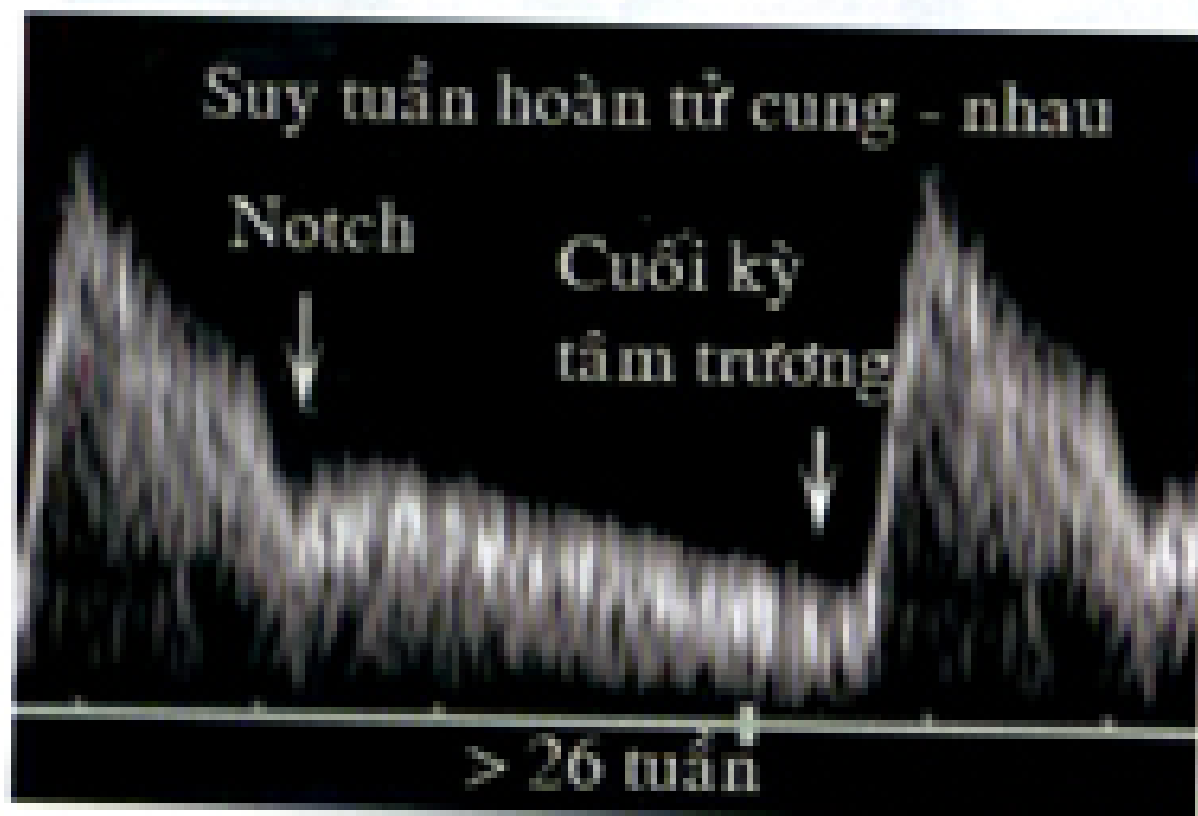 Suy tuần hoàn tử cung - nhau
Notch
Cuối kỳ
tâm trương
> 26 tuần